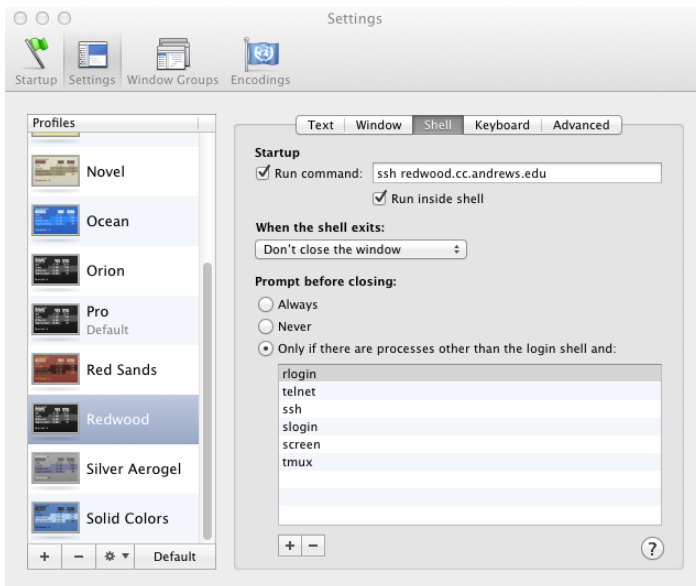 Settings
Startup Settings Window Groups Encodings
Profiles
Novel
Ocean
Orion
Pro
Default
Red Sands
Redwood
Silver Aerogel
Solid Colors
+ − Default
Text Window Shell Keyboard Advanced
Startup
Run command: ssh redwood.cc.andrews.edu
Run inside shell
When the shell exits:
Don't close the window
Prompt before closing:
Always
Never
Only if there are processes other than the login shell and:
rlogin
telnet
ssh
slogin
screen
tmux
+ −
?